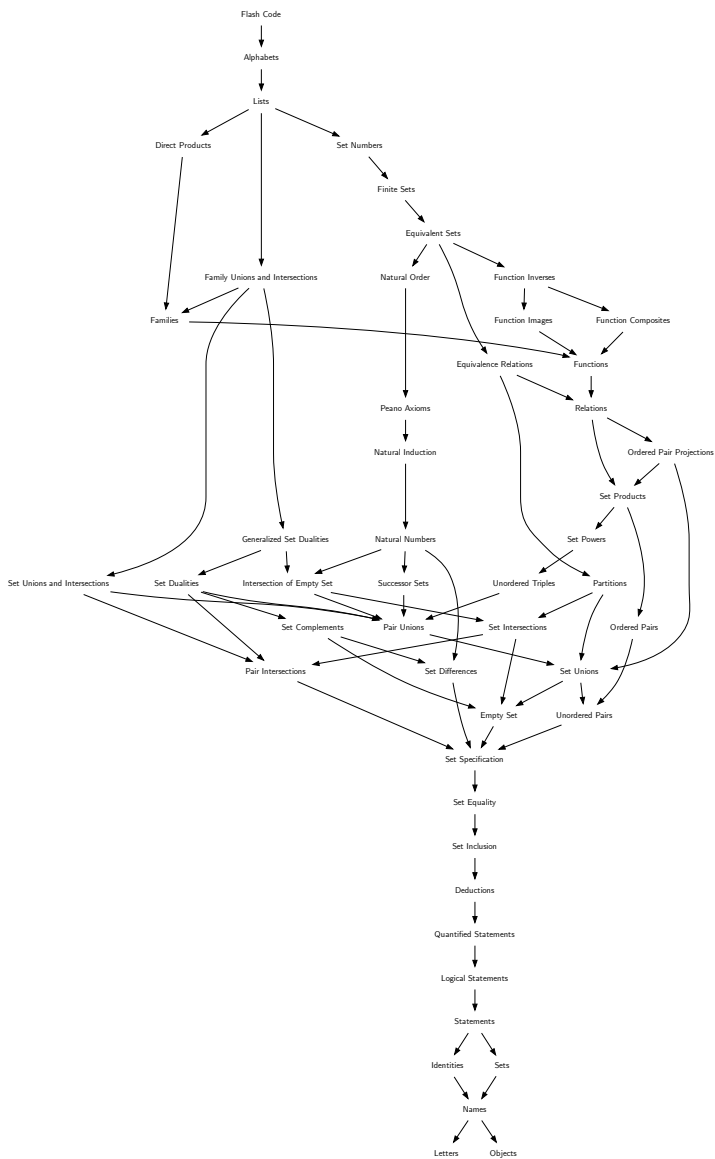 Flash Code
Alphabets
Lists
Direct Products
Set Numbers
Finite Sets
Equivalent Sets
Family Unions and Intersections
Natural Order
Function Inverses
Families
Function Images
Function Composites
Equivalence Relations
Functions
Peano Axioms
Relations
Natural Induction
Ordered Pair Projections
Set Products
Generalized Set Dualities
Natural Numbers
Set Powers
Set Unions and Intersections
Set Dualities
Intersection of Empty Set
Successor Sets
Unordered Triples
Partitions
Set Complements
Pair Unions
Set Intersections
Ordered Pairs
Pair Intersections
Set Differences
Set Unions
Empty Set
Unordered Pairs
Set Specification
Set Equality
Set Inclusion
Deductions
Quantified Statements
Logical Statements
Statements
Identities
Sets
Names
Letters
Objects